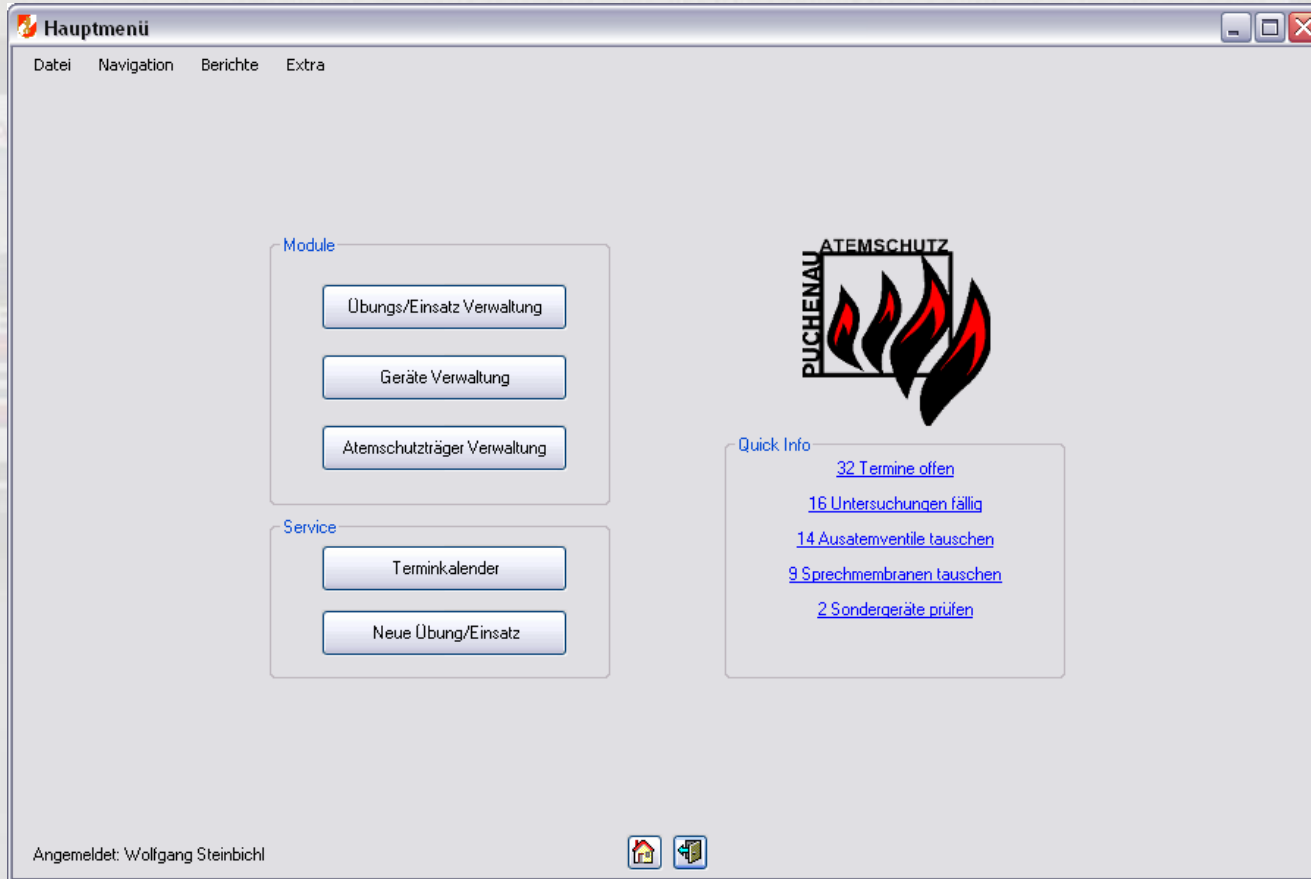 Hauptmenü
Datei Navigation Berichte Extra
Module
Übungs/Einsatz Verwaltung
Geräte Verwaltung
Atemschutzträger Verwaltung
Service
Terminkalender
Neue Übung/Einsatz
ATEMSCHUTZ
PUCHENAU
Quick Info
32 Termine offen
16 Untersuchungen fällig
14 Ausatemventile tauschen
9 Sprechmembranen tauschen
2 Sondergeräte prüfen
Angemeldet: Wolfgang Steinbichl